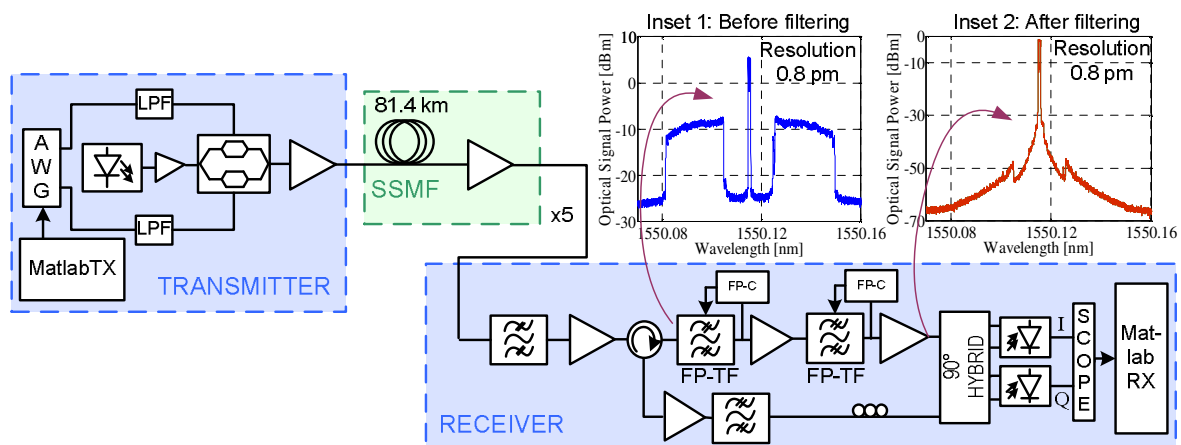 Inset 1: Before filtering
Inset 2: After filtering
10
0
-10
-20
-30
Optical Signal Power [dBm]
1550.08
1550.12
1550.16
Wavelength [nm]
Resolution
0.8 pm
0
-10
-30
-50
-70
Optical Signal Power [dBm]
1550.08
1550.12
1550.16
Wavelength [nm]
Resolution
0.8 pm
LPF
A
W
G
LPF
MatlabTX
TRANSMITTER
81.4 km
SSMF
x5
FP-C
FP-C
FP-TF
FP-TF
90°
HYBRID
I
Q
S
C
O
P
E
Mat-
lab
RX
RECEIVER